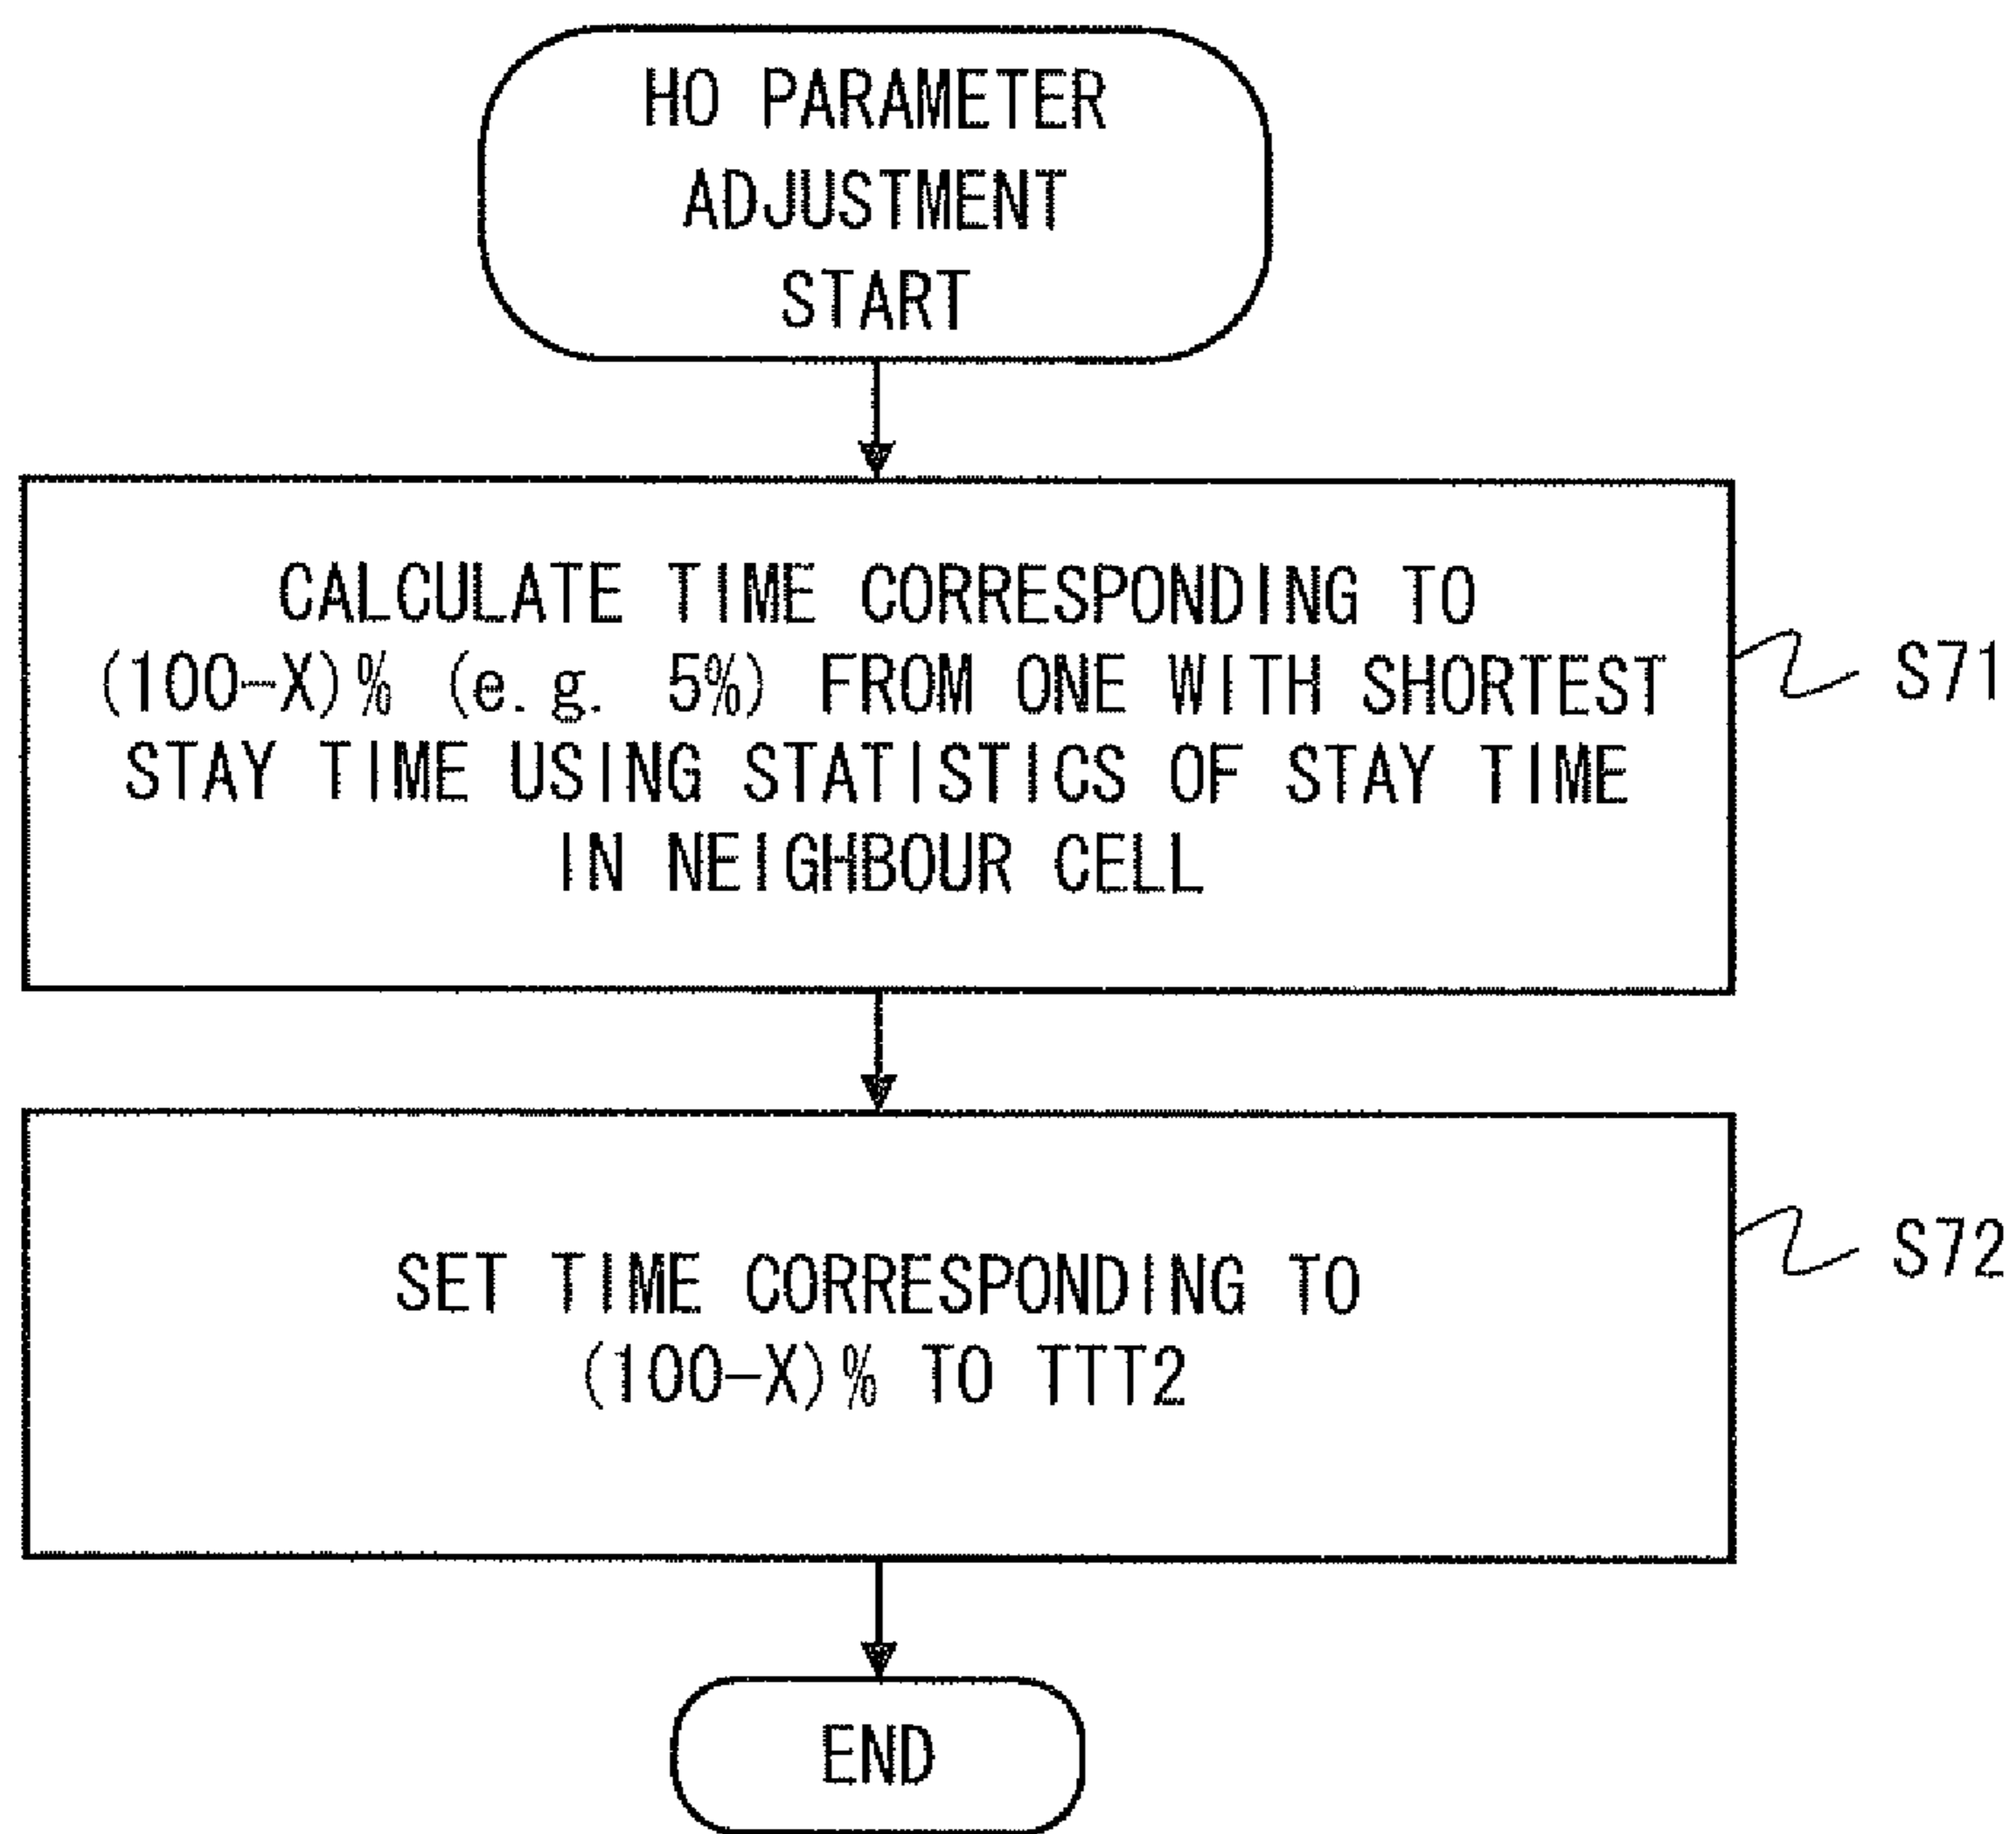 HO PARAMETER
ADJUSTMENT
START
CALCULATE TIME CORRESPONDING TO
(100-X)% (e.g. 5%) FROM ONE WITH SHORTEST
STAY TIME USING STATISTICS OF STAY TIME
IN NEIGHBOUR CELL
S71
SET TIME CORRESPONDING TO
(100-X)% TO TTT2
S72
END